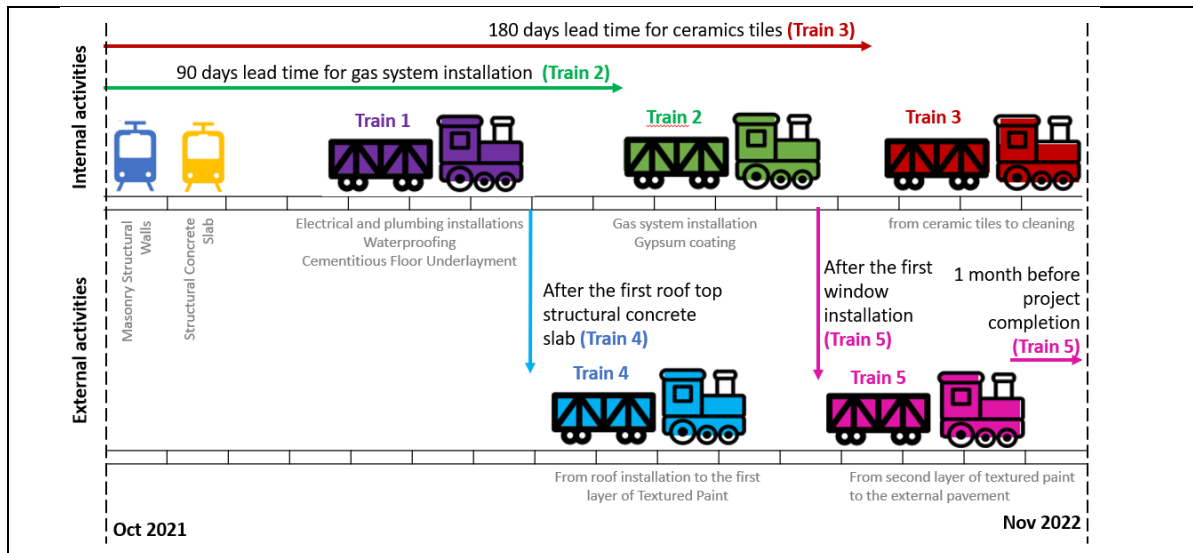 180 days lead time for ceramics tiles (Train 3)
90 days lead time for gas system installation (Train 2)
Internal activities
Train 1
Train 2
Train 3
Masonry Structural
Walls
Structural Concrete
Slab
Electrical and plumbing installations
Waterproofing
Cementitious Floor Underlayment
Gas system installation
Gypsum coating
from ceramic tiles to cleaning
External activities
After the first roof top
structural concrete
slab (Train 4)
After the first
window
installation
(Train 5)
1 month before
project
completion
(Train 5)
Train 4
Train 5
From roof installation to the first
layer of Textured Paint
From second layer of textured paint
to the external pavement
Oct 2021
Nov 2022